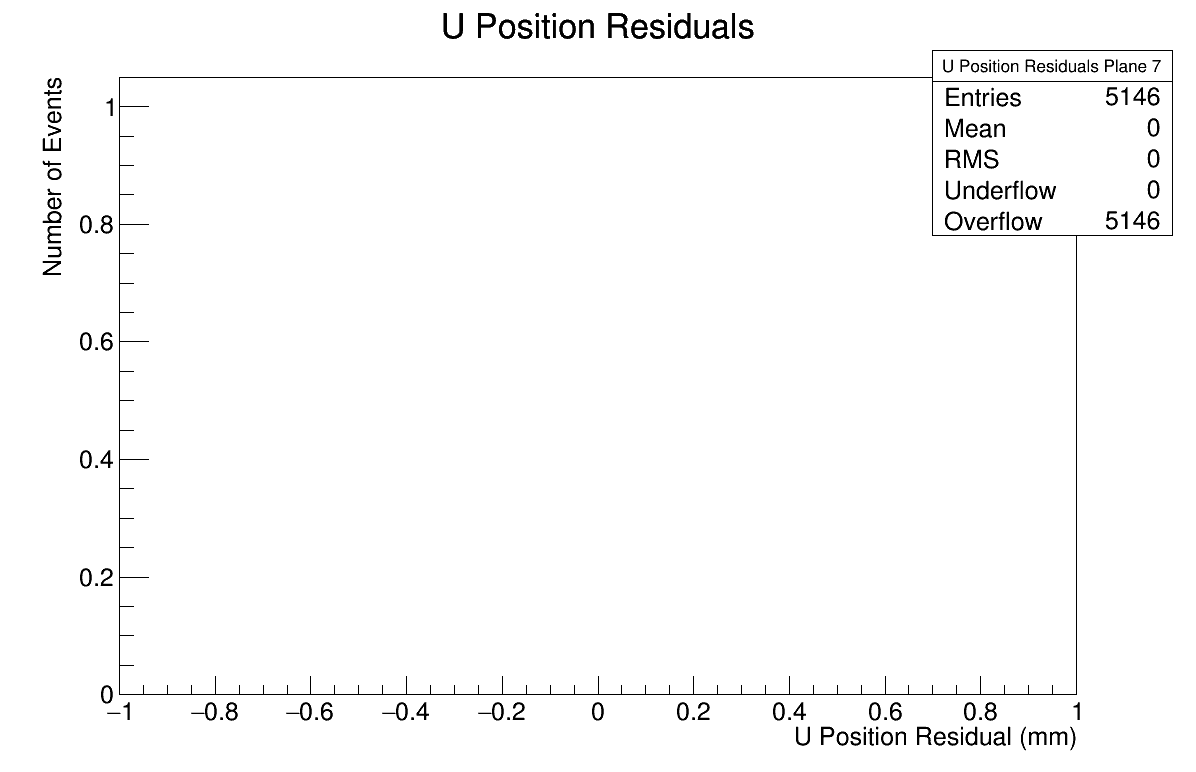 U Position Residuals
U Position Residuals Plane 7
Entries 5146
Mean 0
RMS 0
Underflow 0
Overflow 5146
Number of Events
1
0.8
0.6
0.4
0.2
0
−1 −0.8 −0.6 −0.4 −0.2 0 0.2 0.4 0.6 0.8 1
U Position Residual (mm)